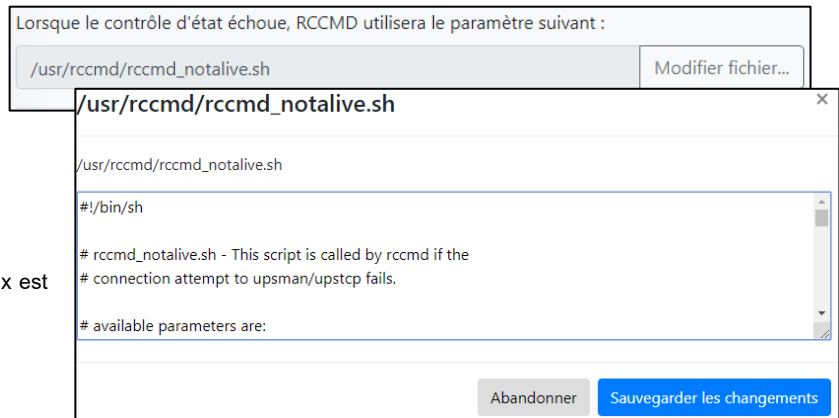 Lorsque le contrôle d'état échoue, RCCMD utilisera le paramètre suivant :
/usr/rccmd/rccmd_notalive.sh
Modifier fichier...
/usr/rccmd/rccmd_notalive.sh
×
/usr/rccmd/rccmd_notalive.sh
#!/bin/sh
# rccmd_notalive.sh - This script is called by rccmd if the
x est
# connection attempt to upsman/upstcp fails.
# available parameters are:
Abandonner
Sauvegarder les changements